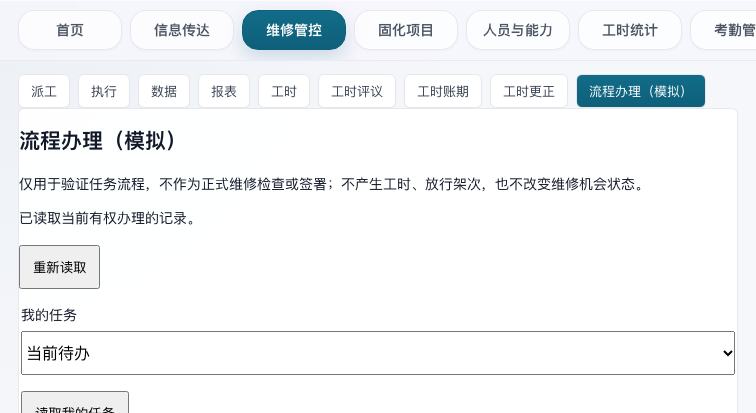 首页 信息传达 维修管控 固化项目 人员与能力 工时统计 考勤管
派工 执行 数据 报表 工时 工时评议 工时账期 工时更正 流程办理（模拟）
流程办理（模拟）
仅用于验证任务流程，不作为正式维修检查或签署；不产生工时、放行架次，也不改变维修机会状态。
已读取当前有权办理的记录。
重新读取
我的任务
当前待办
读取我的任务